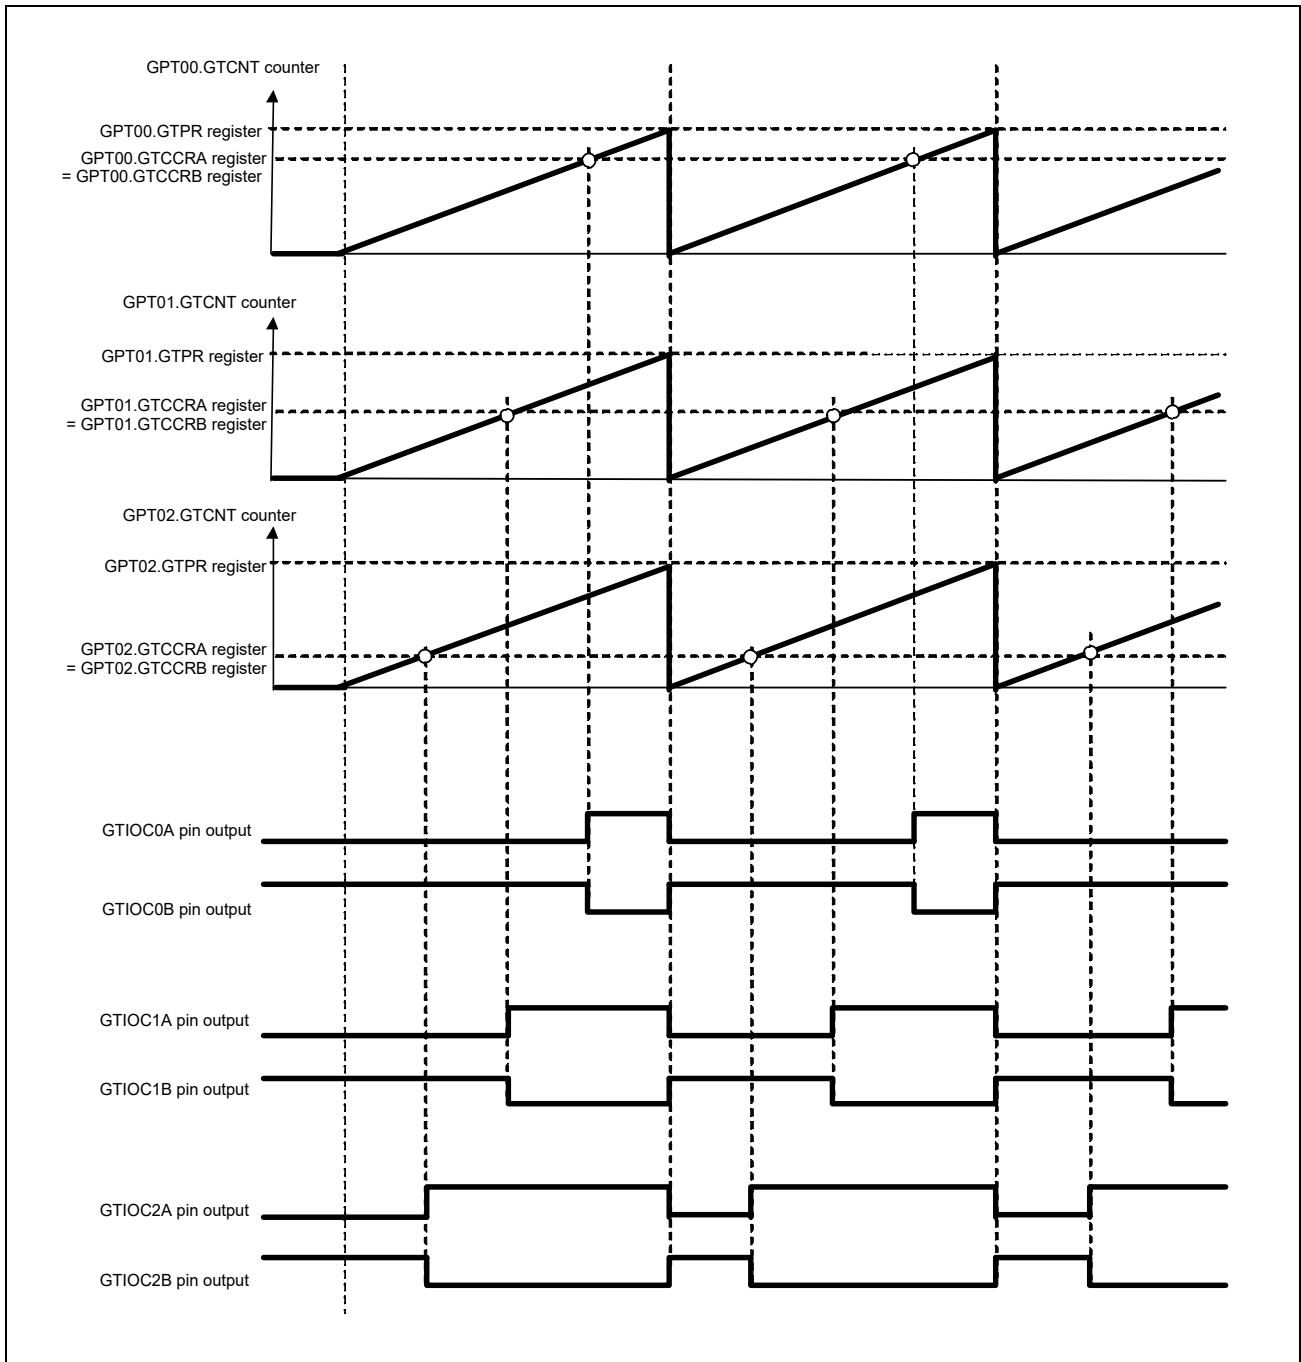 GPT00.GTCNT counter
GPT00.GTPR register
GPT00.GTCCRA register
= GPT00.GTCCRB register
GPT01.GTCNT counter
GPT01.GTPR register
GPT01.GTCCRA register
= GPT01.GTCCRB register
GPT02.GTCNT counter
GPT02.GTPR register
GPT02.GTCCRA register
= GPT02.GTCCRB register
GTIOC0A pin output
GTIOC0B pin output
GTIOC1A pin output
GTIOC1B pin output
GTIOC2A pin output
GTIOC2B pin output